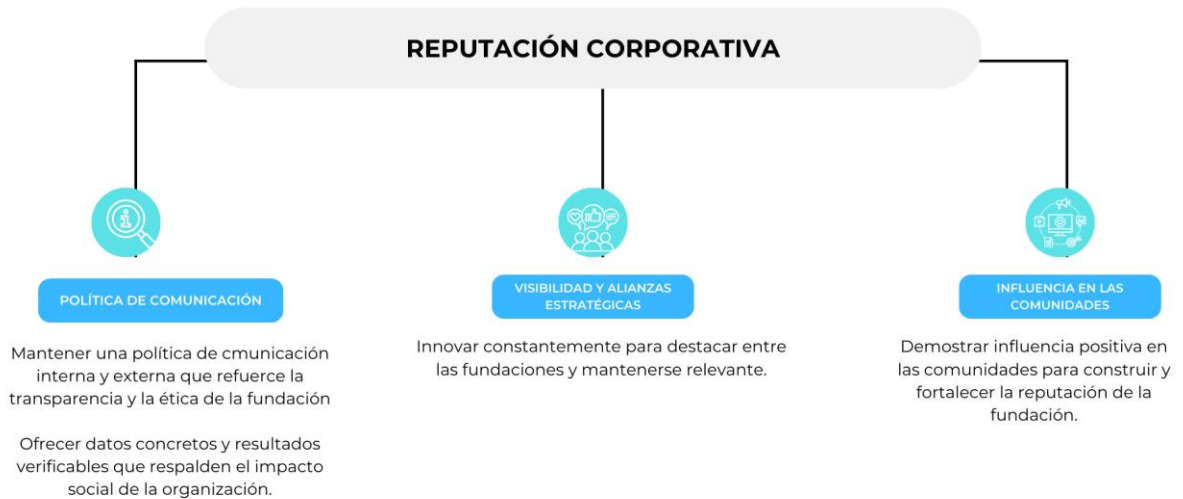 REPUTACIÓN CORPORATIVA
POLÍTICA DE COMUNICACIÓN
Mantener una política de cmunicación
interna y externa que refuerce la
transparencia y la ética de la fundación
Ofrecer datos concretos y resultados
verificables que respalden el impacto
social de la organización.
VISIBILIDAD Y ALIANZAS
ESTRATÉGICAS
Innovar constantemente para destacar entre
las fundaciones y mantenerse relevante.
INFLUENCIA EN LAS
COMUNIDADES
Demostrar influencia positiva en
las comunidades para construir y
fortalecer la reputación de la
fundación.